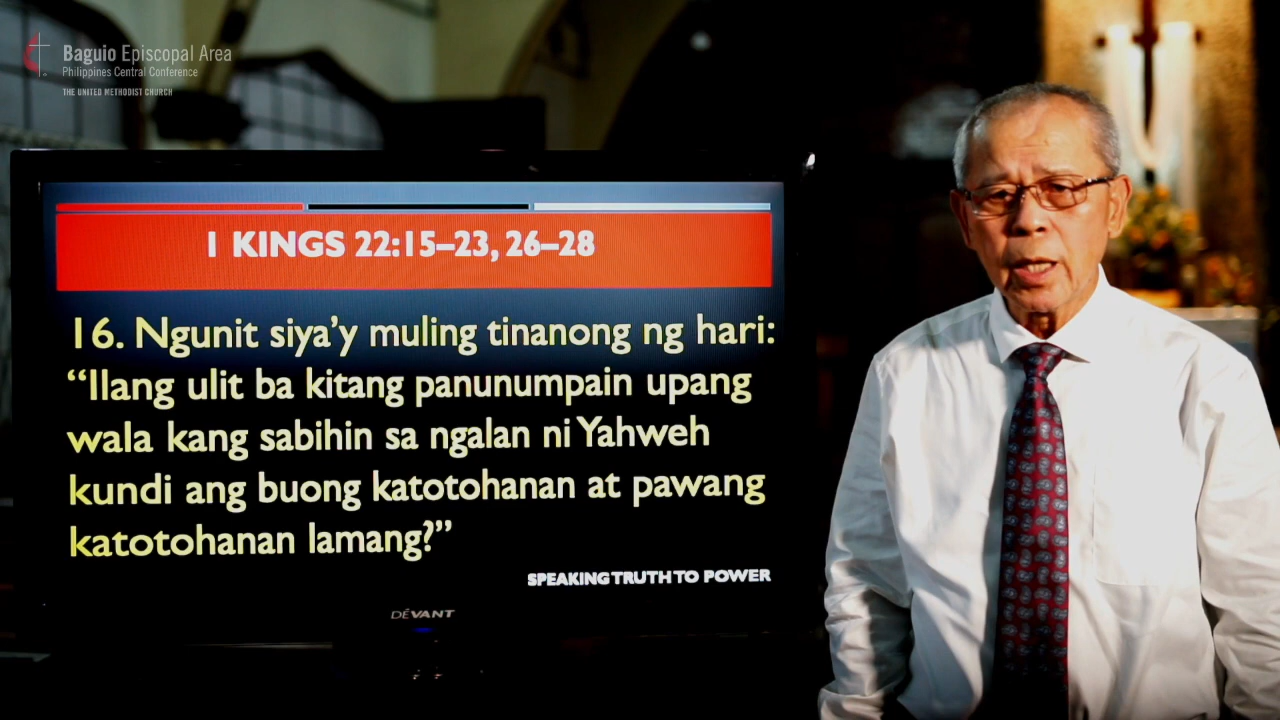 Baguio Episcopal Area
Philippines Central Conference
THE UNITED METHODIST CHURCH
1 KINGS 22:15–23, 26–28
16. Ngunit siya’y muling tinanong ng hari:
“Ilang ulit ba kitang panunumpain upang
wala kang sabihin sa ngalan ni Yahweh
kundi ang buong katotohanan at pawang
katotohanan lamang?”
SPEAKING TRUTH TO POWER
DEVANT